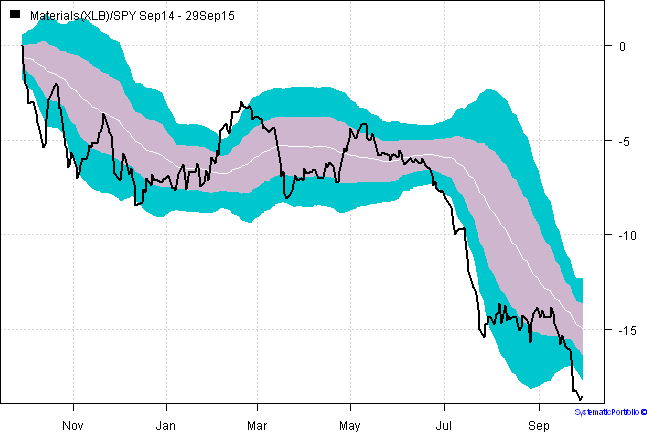 Materials(XLB)/SPY Sep14 - 29Sep15
0
-5
-10
-15
Nov Jan Mar May Jul Sep
SystematicPortfolio ©